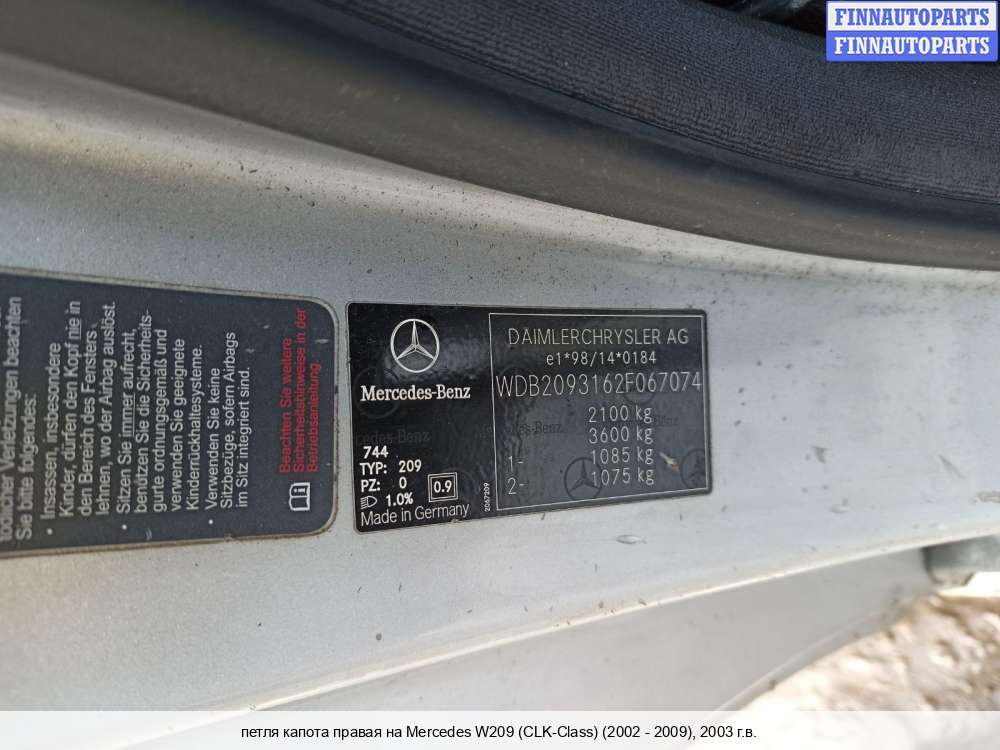 FINNAUTOPARTS
FINNAUTOPARTS
tödlicher Verletzungen beachten
Sie bitte folgendes:
• Insassen, insbesondere
Kinder, dürfen den Kopf nie in
den Bereich des Fensters
lehnen, wo der Airbag auslöst.
• Sitzen Sie immer aufrecht,
benützen Sie die Sicherheits-
gurte ordnungsgemäß und
verwenden Sie geeignete
Kinderrückhaltesysteme.
• Verwenden Sie keine
Sitzbezüge, sofern Airbags
im Sitz integriert sind.
Beachten Sie weitere
Sicherheitshinweise in der
Betriebsanleitung.
Mercedes-Benz
744
TYP: 209
PZ: 0
1.0% 0.9
Made in Germany
2067209
DAIMLERCHRYSLER AG
e1*98/14*0184
WDB2093162F067074
2100 kg
3600 kg
1- 1085 kg
2- 1075 kg
петля капота правая на Mercedes W209 (CLK-Class) (2002 - 2009), 2003 г.в.